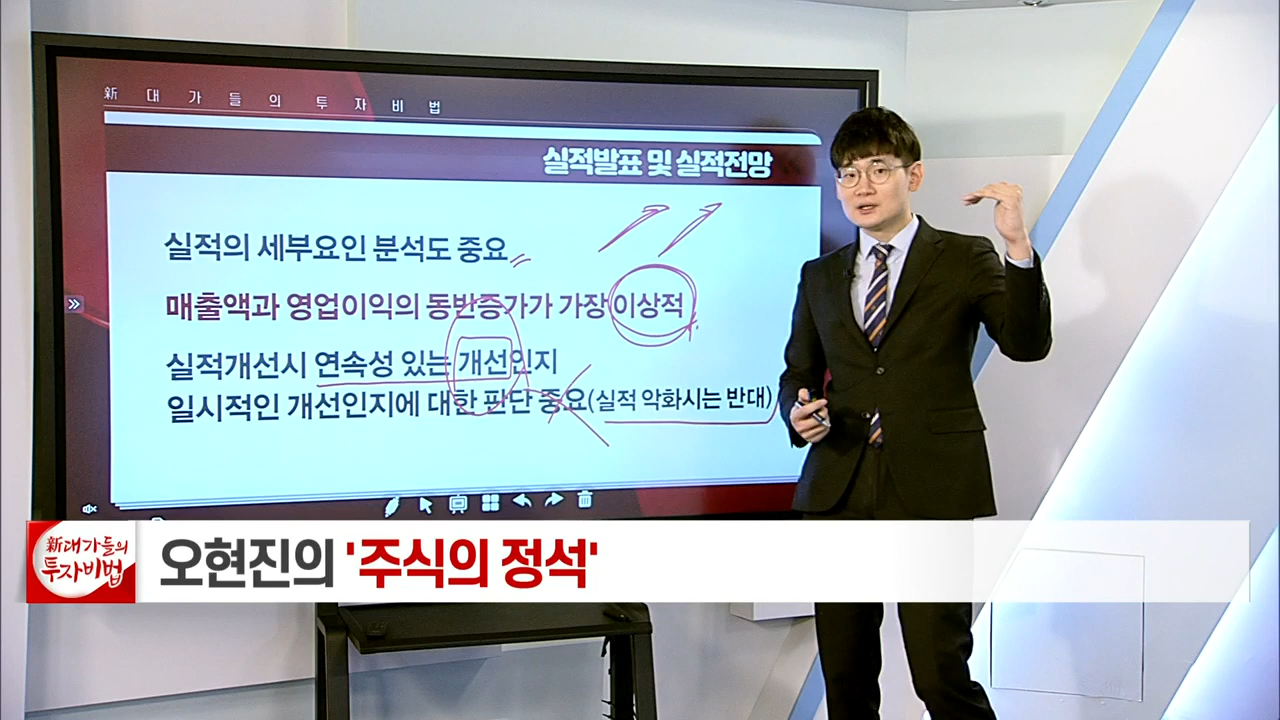 新 대가들의 투자비법
실적발표 및 실적전망
실적의 세부요인 분석도 중요
매출액과 영업이익의 동반증가가 가장 이상적
실적개선시 연속성 있는 개선인지
일시적인 개선인지에 대한 판단 중요(실적 악화시는 반대)
新대가들의
투자비법
오현진의 '주식의 정석'